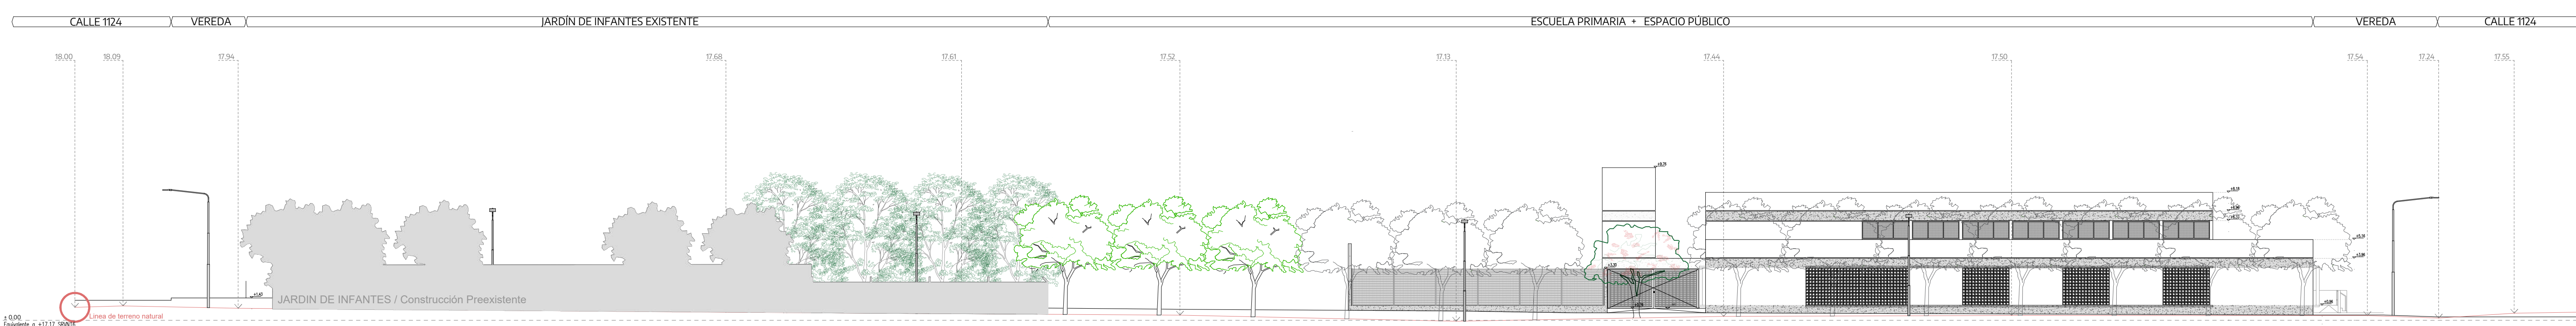 CALLE 1124
VEREDA
JARDÍN DE INFANTES EXISTENTE
ESCUELA PRIMARIA + ESPACIO PÚBLICO
VEREDA
CALLE 1124
18.00
18.09
17.94
17.68
17.61
17.52
17.13
17.44
17.50
17.54
17.24
17.55
JARDIN DE INFANTES / Construcción Preexistente
Línea de terreno natural
± 0,00